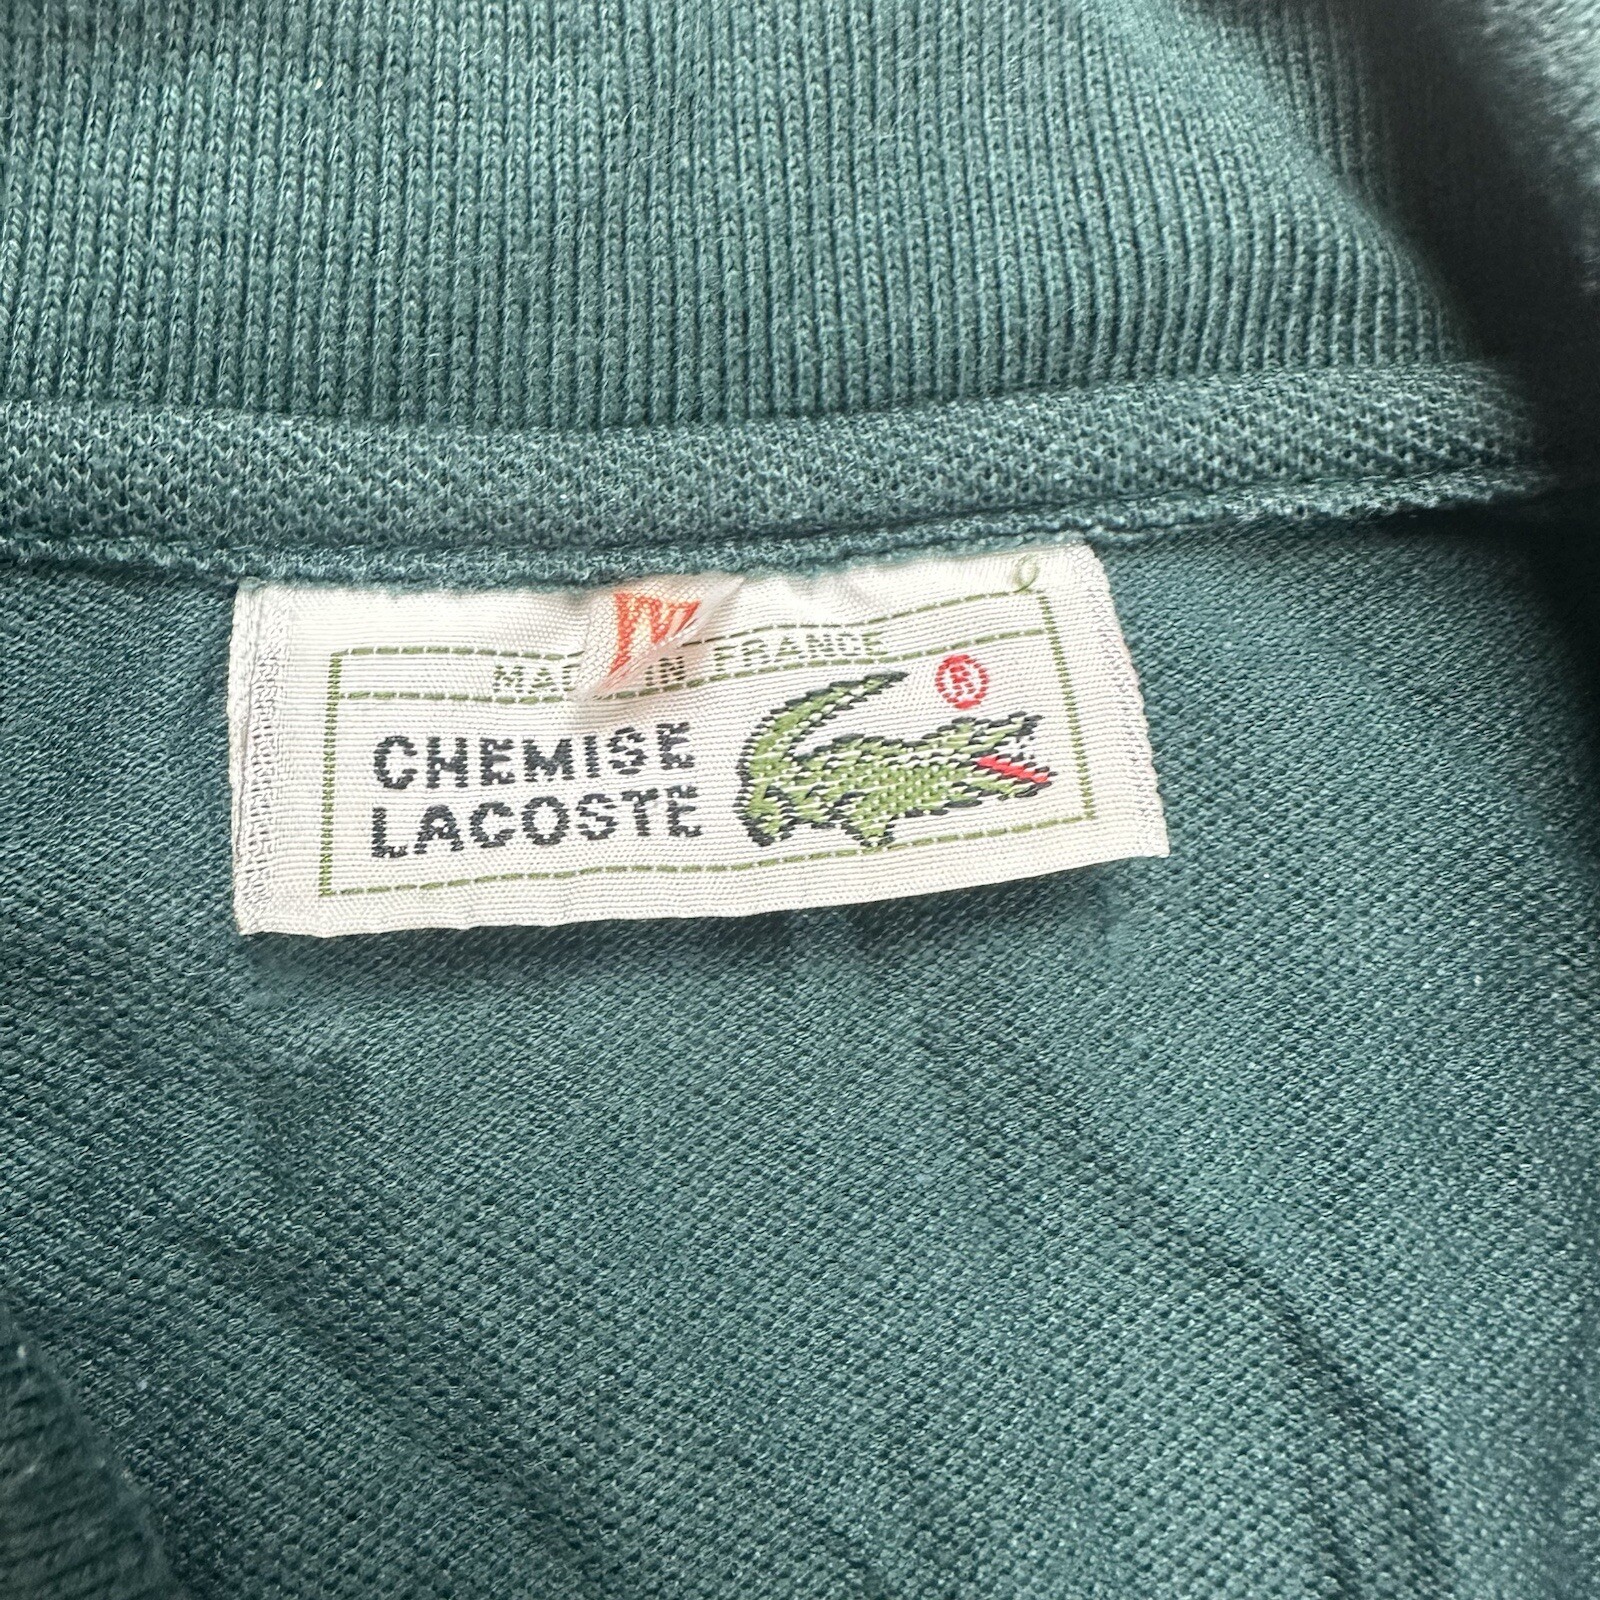 MADE IN FRANCE
®
CHEMISE
LACOSTE